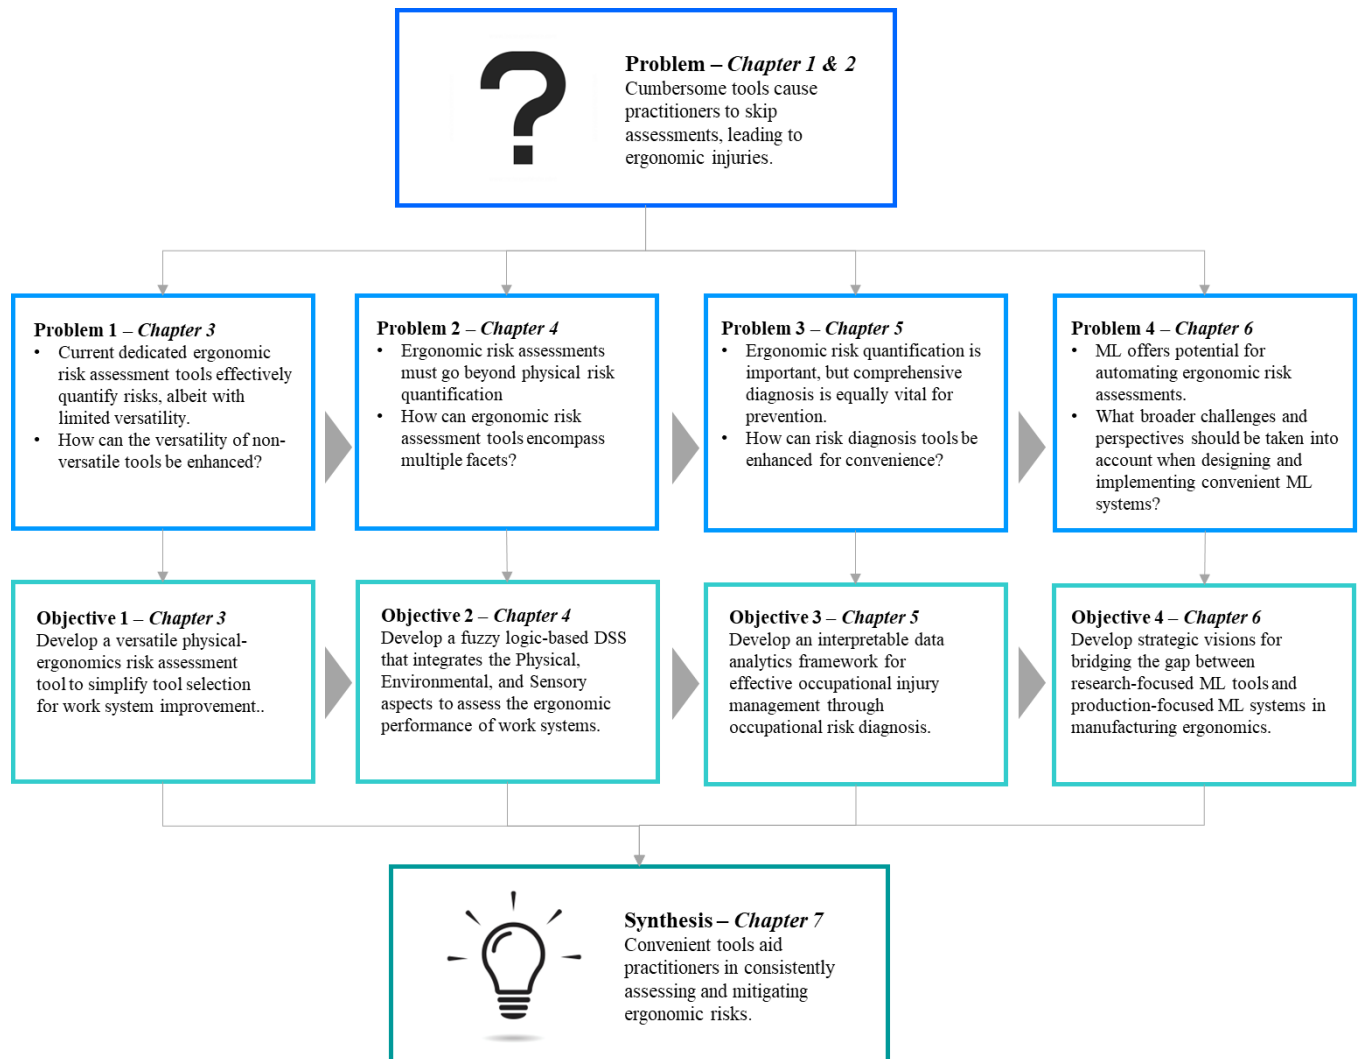 ?
Problem – Chapter 1 & 2
Cumbersome tools cause
practitioners to skip
assessments, leading to
ergonomic injuries.
Problem 1 – Chapter 3
• Current dedicated ergonomic
risk assessment tools effectively
quantify risks, albeit with
limited versatility.
• How can the versatility of non-
versatile tools be enhanced?
Problem 2 – Chapter 4
• Ergonomic risk assessments
must go beyond physical risk
quantification
• How can ergonomic risk
assessment tools encompass
multiple facets?
Problem 3 – Chapter 5
• Ergonomic risk quantification is
important, but comprehensive
diagnosis is equally vital for
prevention.
• How can risk diagnosis tools be
enhanced for convenience?
Problem 4 – Chapter 6
• ML offers potential for
automating ergonomic risk
assessments.
• What broader challenges and
perspectives should be taken into
account when designing and
implementing convenient ML
systems?
Objective 1 – Chapter 3
Develop a versatile physical-
ergonomics risk assessment
tool to simplify tool selection
for work system improvement..
Objective 2 – Chapter 4
Develop a fuzzy logic-based DSS
that integrates the Physical,
Environmental, and Sensory
aspects to assess the ergonomic
performance of work systems.
Objective 3 – Chapter 5
Develop an interpretable data
analytics framework for
effective occupational injury
management through
occupational risk diagnosis.
Objective 4 – Chapter 6
Develop strategic visions for
bridging the gap between
research-focused ML tools and
production-focused ML systems in
manufacturing ergonomics.
Synthesis – Chapter 7
Convenient tools aid
practitioners in consistently
assessing and mitigating
ergonomic risks.